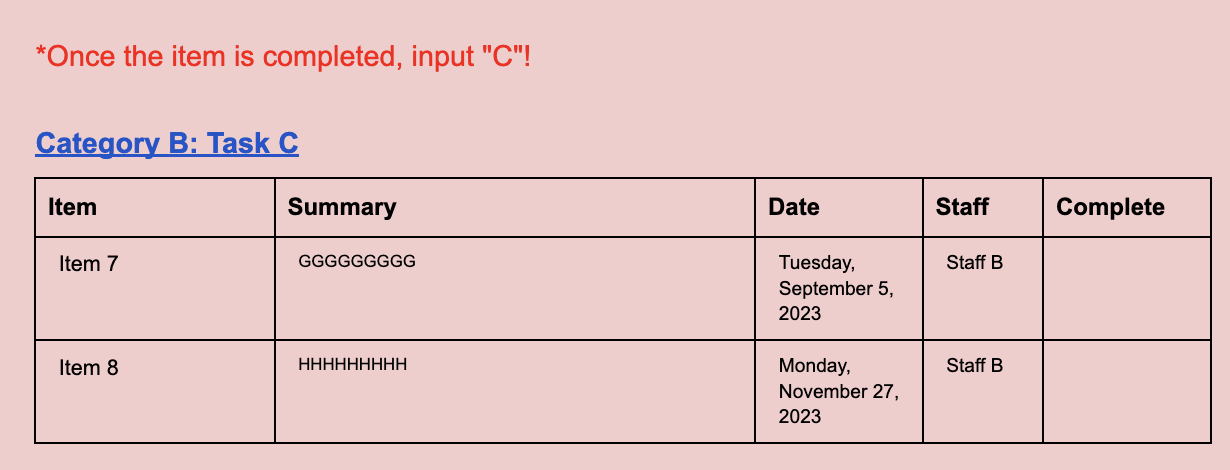 *Once the item is completed, input "C"!
Category B: Task C
Item Summary Date Staff Complete
Item 7 GGGGGGGGG Tuesday, Staff B
September 5,
2023
Item 8 HHHHHHHHH Monday, Staff B
November 27,
2023